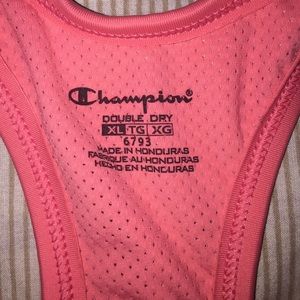 Champion®
DOUBLE DRY
XL TG XG
6793
MADE IN HONDURAS
FABRIQUE AU HONDURAS
HECHO EN HONDURAS